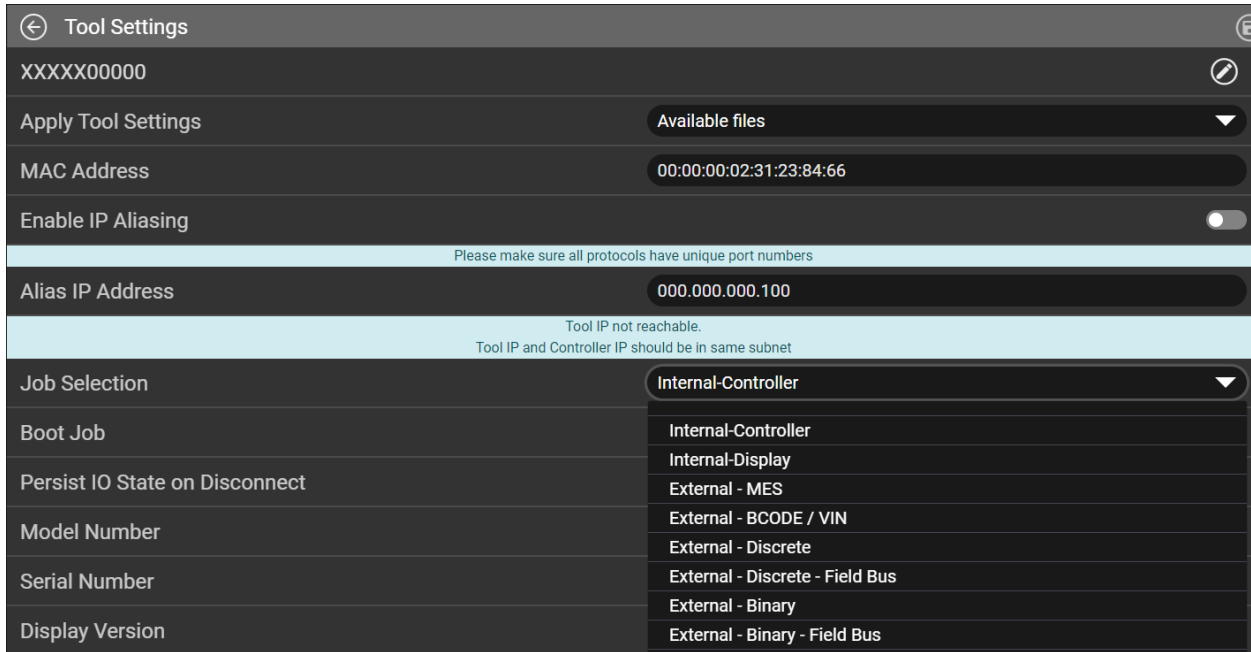 Tool Settings
XXXXX00000
Apply Tool Settings
Available files
MAC Address
00:00:00:02:31:23:84:66
Enable IP Aliasing
Please make sure all protocols have unique port numbers
Alias IP Address
000.000.000.100
Tool IP not reachable.
Tool IP and Controller IP should be in same subnet
Job Selection
Internal-Controller
Boot Job
Persist IO State on Disconnect
Model Number
Serial Number
Display Version
Internal-Controller
Internal-Display
External - MES
External - BCODE / VIN
External - Discrete
External - Discrete - Field Bus
External - Binary
External - Binary - Field Bus